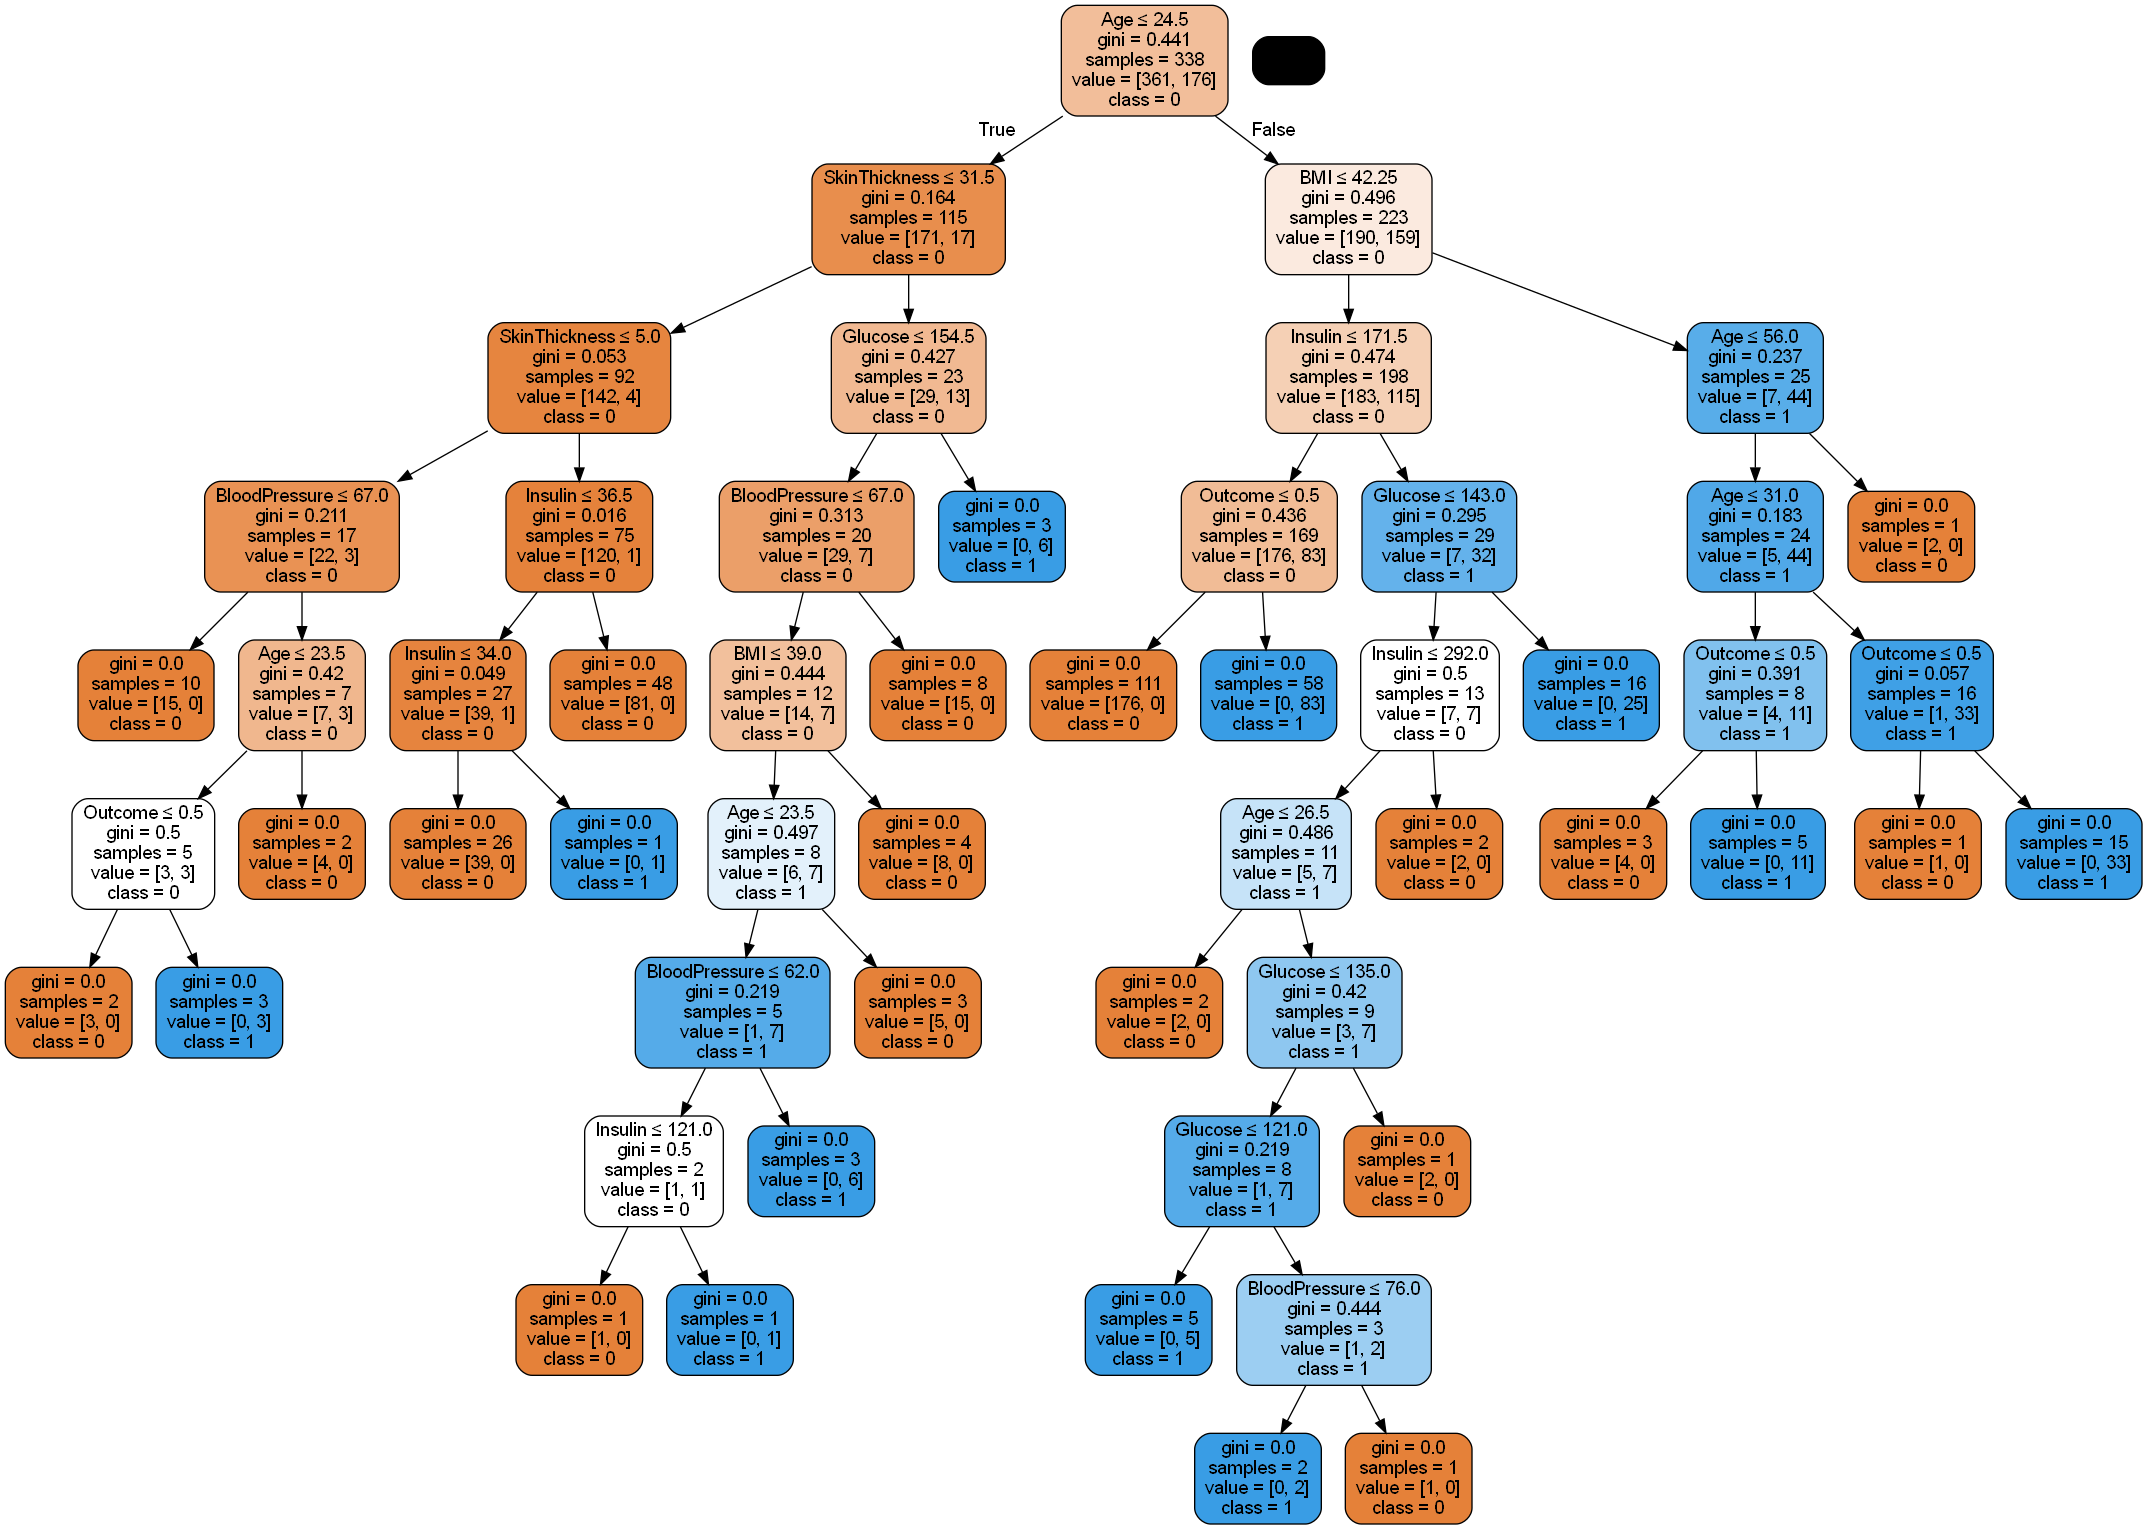 Age ≤ 24.5
gini = 0.441
samples = 338
value = [361, 176]
class = 0
True
False
SkinThickness ≤ 31.5
gini = 0.164
samples = 115
value = [171, 17]
class = 0
BMI ≤ 42.25
gini = 0.496
samples = 223
value = [190, 159]
class = 0
SkinThickness ≤ 5.0
gini = 0.053
samples = 92
value = [142, 4]
class = 0
Glucose ≤ 154.5
gini = 0.427
samples = 23
value = [29, 13]
class = 0
Insulin ≤ 171.5
gini = 0.474
samples = 198
value = [183, 115]
class = 0
Age ≤ 56.0
gini = 0.237
samples = 25
value = [7, 44]
class = 1
BloodPressure ≤ 67.0
gini = 0.211
samples = 17
value = [22, 3]
class = 0
Insulin ≤ 36.5
gini = 0.016
samples = 75
value = [120, 1]
class = 0
BloodPressure ≤ 67.0
gini = 0.313
samples = 20
value = [29, 7]
class = 0
gini = 0.0
samples = 3
value = [0, 6]
class = 1
Outcome ≤ 0.5
gini = 0.436
samples = 169
value = [176, 83]
class = 0
Glucose ≤ 143.0
gini = 0.295
samples = 29
value = [7, 32]
class = 1
Age ≤ 31.0
gini = 0.183
samples = 24
value = [5, 44]
class = 1
gini = 0.0
samples = 1
value = [2, 0]
class = 0
gini = 0.0
samples = 10
value = [15, 0]
class = 0
Age ≤ 23.5
gini = 0.42
samples = 7
value = [7, 3]
class = 0
Insulin ≤ 34.0
gini = 0.049
samples = 27
value = [39, 1]
class = 0
gini = 0.0
samples = 48
value = [81, 0]
class = 0
BMI ≤ 39.0
gini = 0.444
samples = 12
value = [14, 7]
class = 0
gini = 0.0
samples = 8
value = [15, 0]
class = 0
gini = 0.0
samples = 111
value = [176, 0]
class = 0
gini = 0.0
samples = 58
value = [0, 83]
class = 1
Insulin ≤ 292.0
gini = 0.5
samples = 13
value = [7, 7]
class = 0
gini = 0.0
samples = 16
value = [0, 25]
class = 1
Outcome ≤ 0.5
gini = 0.391
samples = 8
value = [4, 11]
class = 1
Outcome ≤ 0.5
gini = 0.057
samples = 16
value = [1, 33]
class = 1
Outcome ≤ 0.5
gini = 0.5
samples = 5
value = [3, 3]
class = 0
gini = 0.0
samples = 2
value = [4, 0]
class = 0
gini = 0.0
samples = 26
value = [39, 0]
class = 0
gini = 0.0
samples = 1
value = [0, 1]
class = 1
Age ≤ 23.5
gini = 0.497
samples = 8
value = [6, 7]
class = 1
gini = 0.0
samples = 4
value = [8, 0]
class = 0
Age ≤ 26.5
gini = 0.486
samples = 11
value = [5, 7]
class = 1
gini = 0.0
samples = 2
value = [2, 0]
class = 0
gini = 0.0
samples = 3
value = [4, 0]
class = 0
gini = 0.0
samples = 5
value = [0, 11]
class = 1
gini = 0.0
samples = 1
value = [1, 0]
class = 0
gini = 0.0
samples = 15
value = [0, 33]
class = 1
gini = 0.0
samples = 2
value = [3, 0]
class = 0
gini = 0.0
samples = 3
value = [0, 3]
class = 1
BloodPressure ≤ 62.0
gini = 0.219
samples = 5
value = [1, 7]
class = 1
gini = 0.0
samples = 3
value = [5, 0]
class = 0
gini = 0.0
samples = 2
value = [2, 0]
class = 0
Glucose ≤ 135.0
gini = 0.42
samples = 9
value = [3, 7]
class = 1
Insulin ≤ 121.0
gini = 0.5
samples = 2
value = [1, 1]
class = 0
gini = 0.0
samples = 3
value = [0, 6]
class = 1
Glucose ≤ 121.0
gini = 0.219
samples = 8
value = [1, 7]
class = 1
gini = 0.0
samples = 1
value = [2, 0]
class = 0
gini = 0.0
samples = 1
value = [1, 0]
class = 0
gini = 0.0
samples = 1
value = [0, 1]
class = 1
gini = 0.0
samples = 5
value = [0, 5]
class = 1
BloodPressure ≤ 76.0
gini = 0.444
samples = 3
value = [1, 2]
class = 1
gini = 0.0
samples = 2
value = [0, 2]
class = 1
gini = 0.0
samples = 1
value = [1, 0]
class = 0